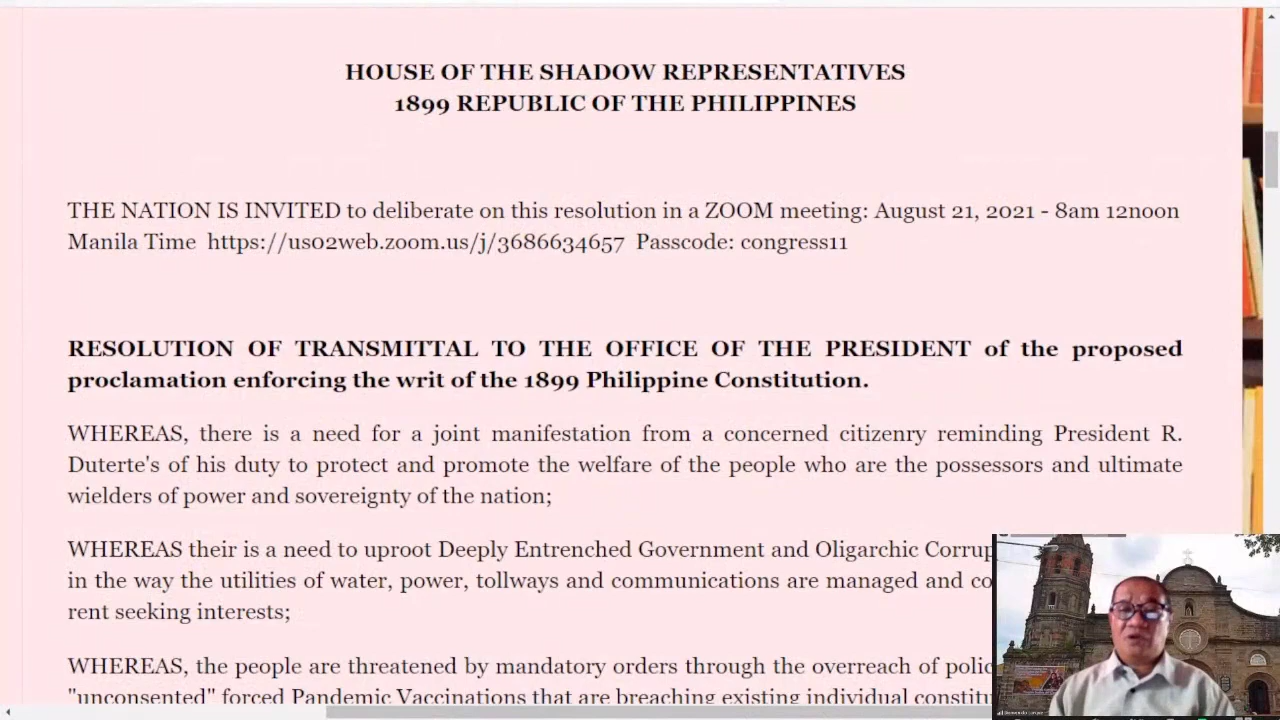 HOUSE OF THE SHADOW REPRESENTATIVES
1899 REPUBLIC OF THE PHILIPPINES
THE NATION IS INVITED to deliberate on this resolution in a ZOOM meeting: August 21, 2021 - 8am 12noon
Manila Time https://us02web.zoom.us/j/3686634657 Passcode: congress11
RESOLUTION OF TRANSMITTAL TO THE OFFICE OF THE PRESIDENT of the proposed
proclamation enforcing the writ of the 1899 Philippine Constitution.
WHEREAS, there is a need for a joint manifestation from a concerned citizenry reminding President R.
Duterte's of his duty to protect and promote the welfare of the people who are the possessors and ultimate
wielders of power and sovereignty of the nation;
WHEREAS their is a need to uproot Deeply Entrenched Government and Oligarchic Corrup
in the way the utilities of water, power, tollways and communications are managed and co
rent seeking interests;
WHEREAS, the people are threatened by mandatory orders through the overreach of polic
"unconsented" forced Pandemic Vaccinations that are breaching existing individual constitu